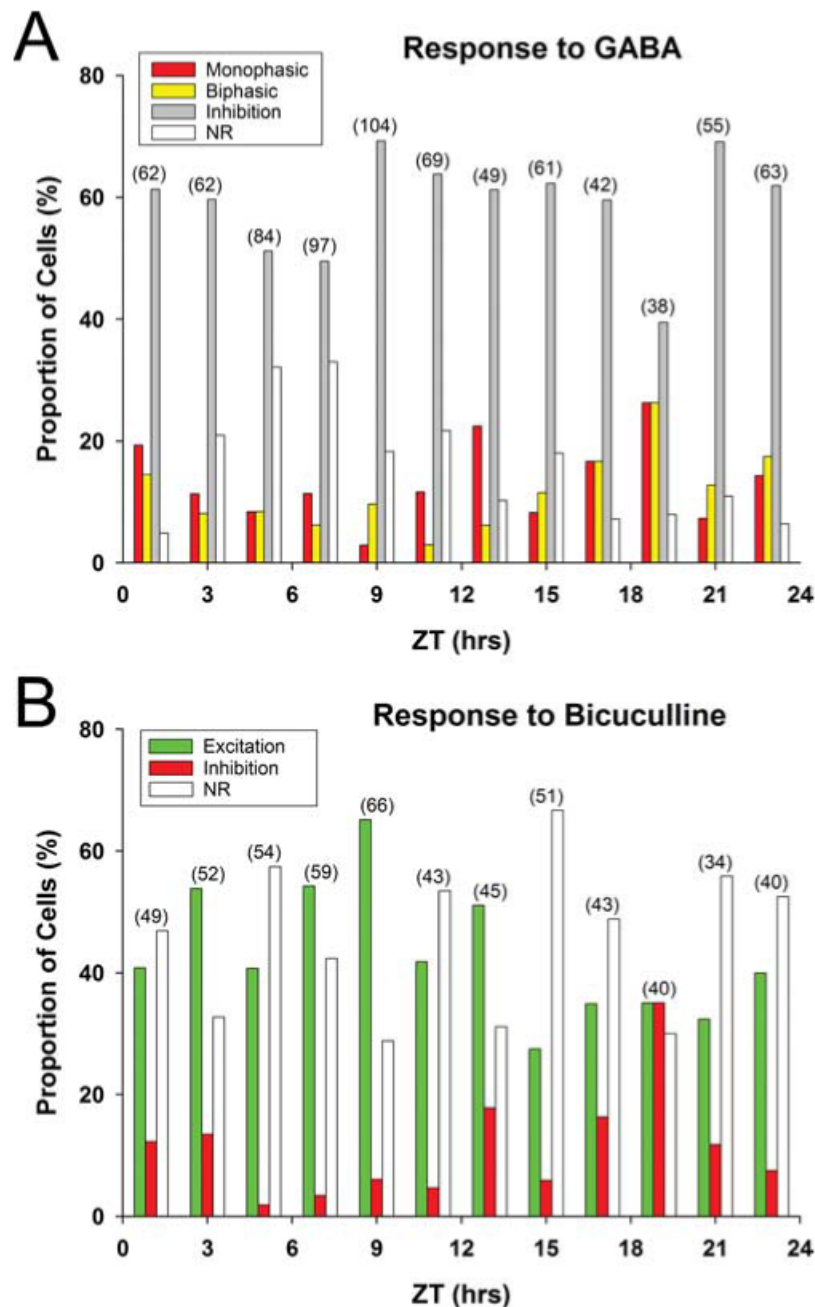 A
Response to GABA
Monophasic
Biphasic
Inhibition
NR
80
60
40
20
0
Proportion of Cells (%)
(62)
(62)
(84)
(97)
(104)
(69)
(49)
(61)
(42)
(38)
(55)
(63)
0 3 6 9 12 15 18 21 24
ZT (hrs)
B
Response to Bicuculline
Excitation
Inhibition
NR
80
60
40
20
0
Proportion of Cells (%)
(49)
(52)
(54)
(59)
(66)
(43)
(45)
(51)
(43)
(40)
(34)
(40)
0 3 6 9 12 15 18 21 24
ZT (hrs)